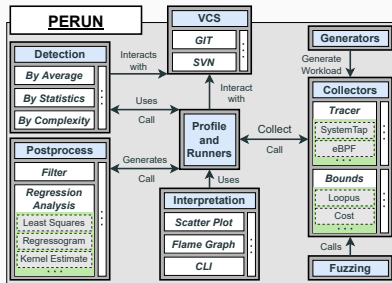 PERUN
VCS
GIT
SVN
Generators
Detection
By Average
By Statistics
By Complexity
Interacts
with
Interact
with
Generate
Workload
Uses
Call
Collectors
Tracer
SystemTap
eBPF
...
Bounds
Loopus
Cost
...
Profile
and
Runners
Collect
Call
Postprocess
Filter
Regression
Analysis
Least Squares
Regressogram
Kernel Estimate
...
Generates
Call
Uses
Interpretation
Scatter Plot
Flame Graph
CLI
Calls
Fuzzing